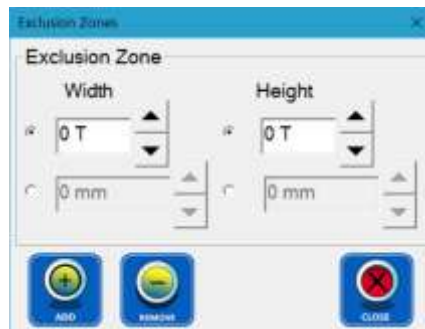 Exclusion Zones
Exclusion Zone
Width Height
0 T 0 T
0 mm 0 mm
ADD REMOVE CLOSE